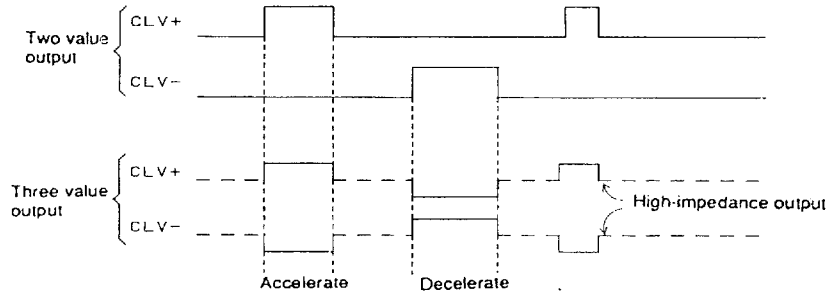 Two value
output
CLV+
CLV-
Three value
output
CLV+
CLV-
High-impedance output
Accelerate
Decelerate